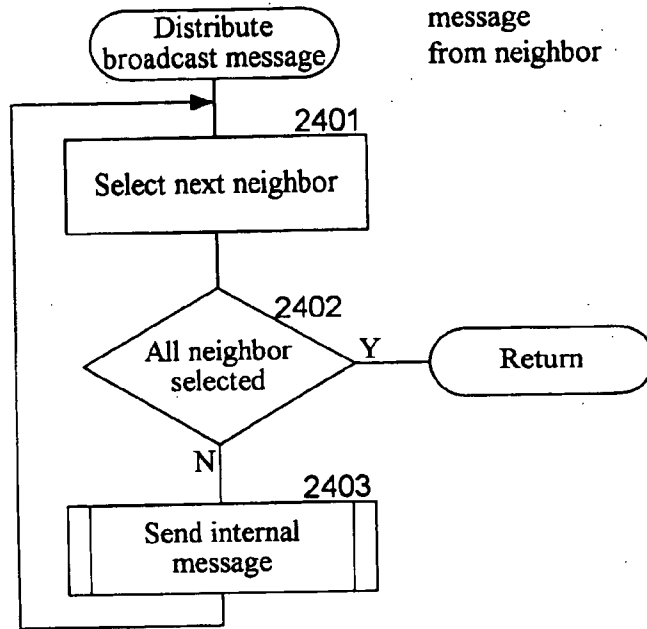 Distribute
broadcast message
message
from neighbor
2401
Select next neighbor
2402
All neighbor
selected
Y
Return
N
2403
Send internal
message